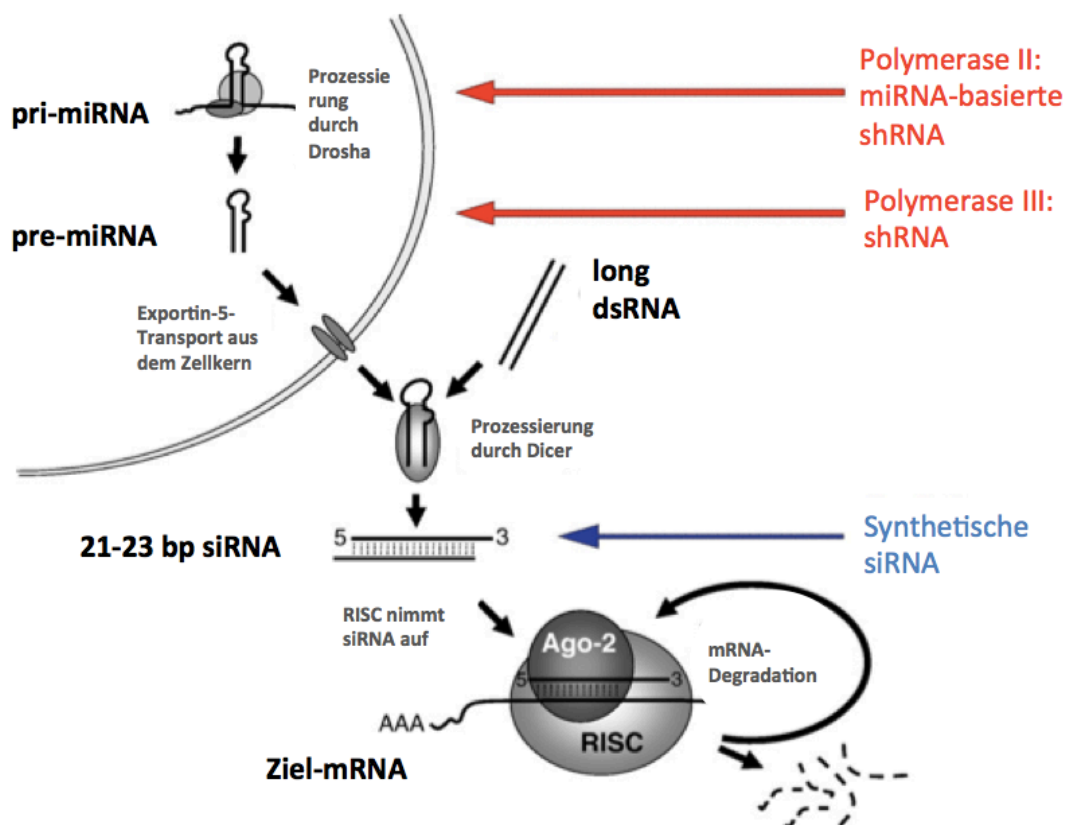 pri-miRNA
Prozessie
rung
durch
Drosha
Polymerase II:
miRNA-basierte
shRNA
pre-miRNA
Polymerase III:
shRNA
long
dsRNA
Exportin-5-
Transport aus
dem Zellkern
Prozessierung
durch Dicer
21-23 bp siRNA
5
3
Synthetische
siRNA
RISC nimmt
siRNA auf
Ago-2
5
3
mRNA-
Degradation
AAA
RISC
Ziel-mRNA